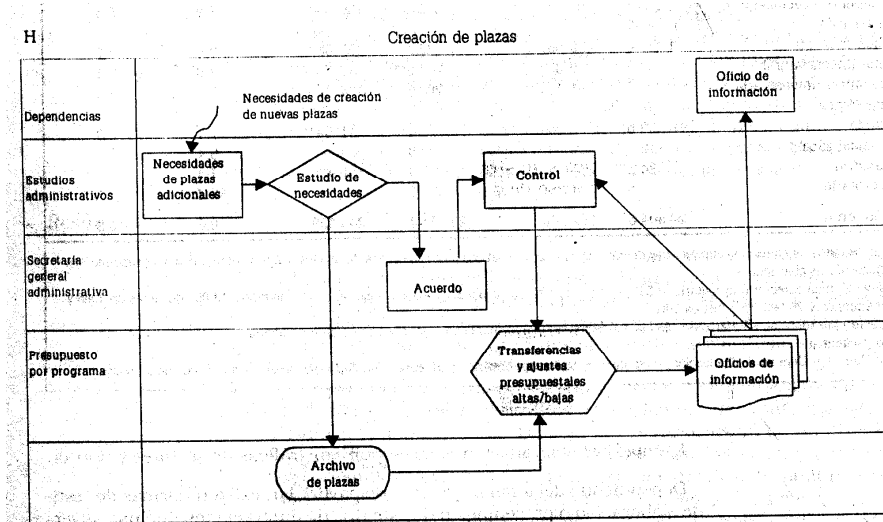 H
Creación de plazas
Dependencias
Necesidades de creación
de nuevas plazas
Oficio de
información
Estudios
administrativos
Necesidades
de plazas
adicionales
Estudio de
necesidades
Control
Secretaría
general
administrativa
Acuerdo
Presupuesto
por programa
Transferencias
y ajustes
presupuestales
altas/bajas
Oficios de
información
Archivo
de plazas